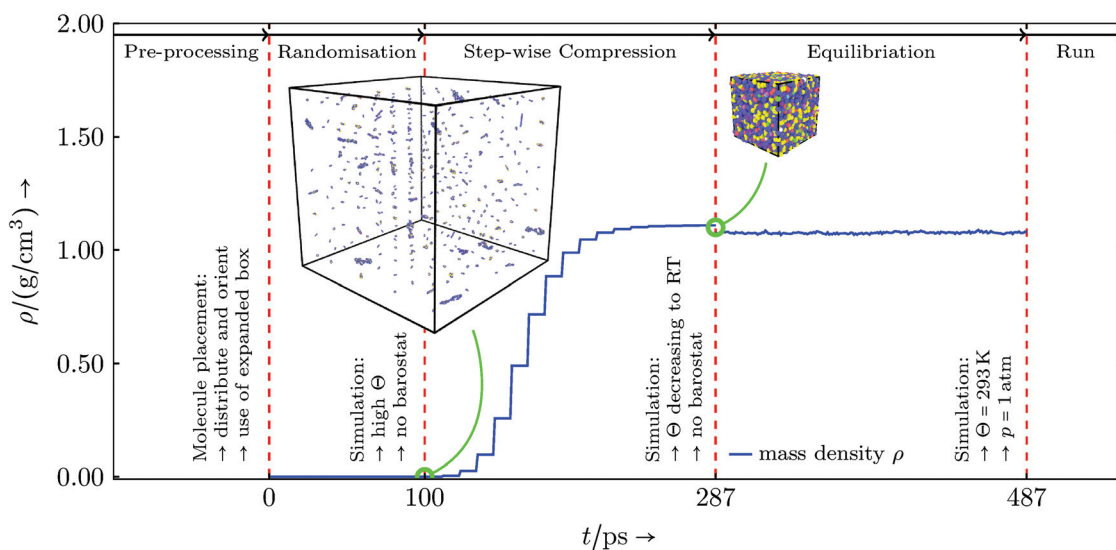 2.00
1.50
1.00
0.50
0.00
ρ/(g/cm³) →
Pre-processing
Randomisation
Step-wise Compression
Equilibriation
Run
Molecule placement:
→ distribute and orient
→ use of expanded box
Simulation:
→ high Θ
→ no barostat
Simulation:
→ Θ decreasing to RT
→ no barostat
Simulation:
→ Θ = 293 K
→ p = 1 atm
mass density ρ
0
100
287
487
t/ps →